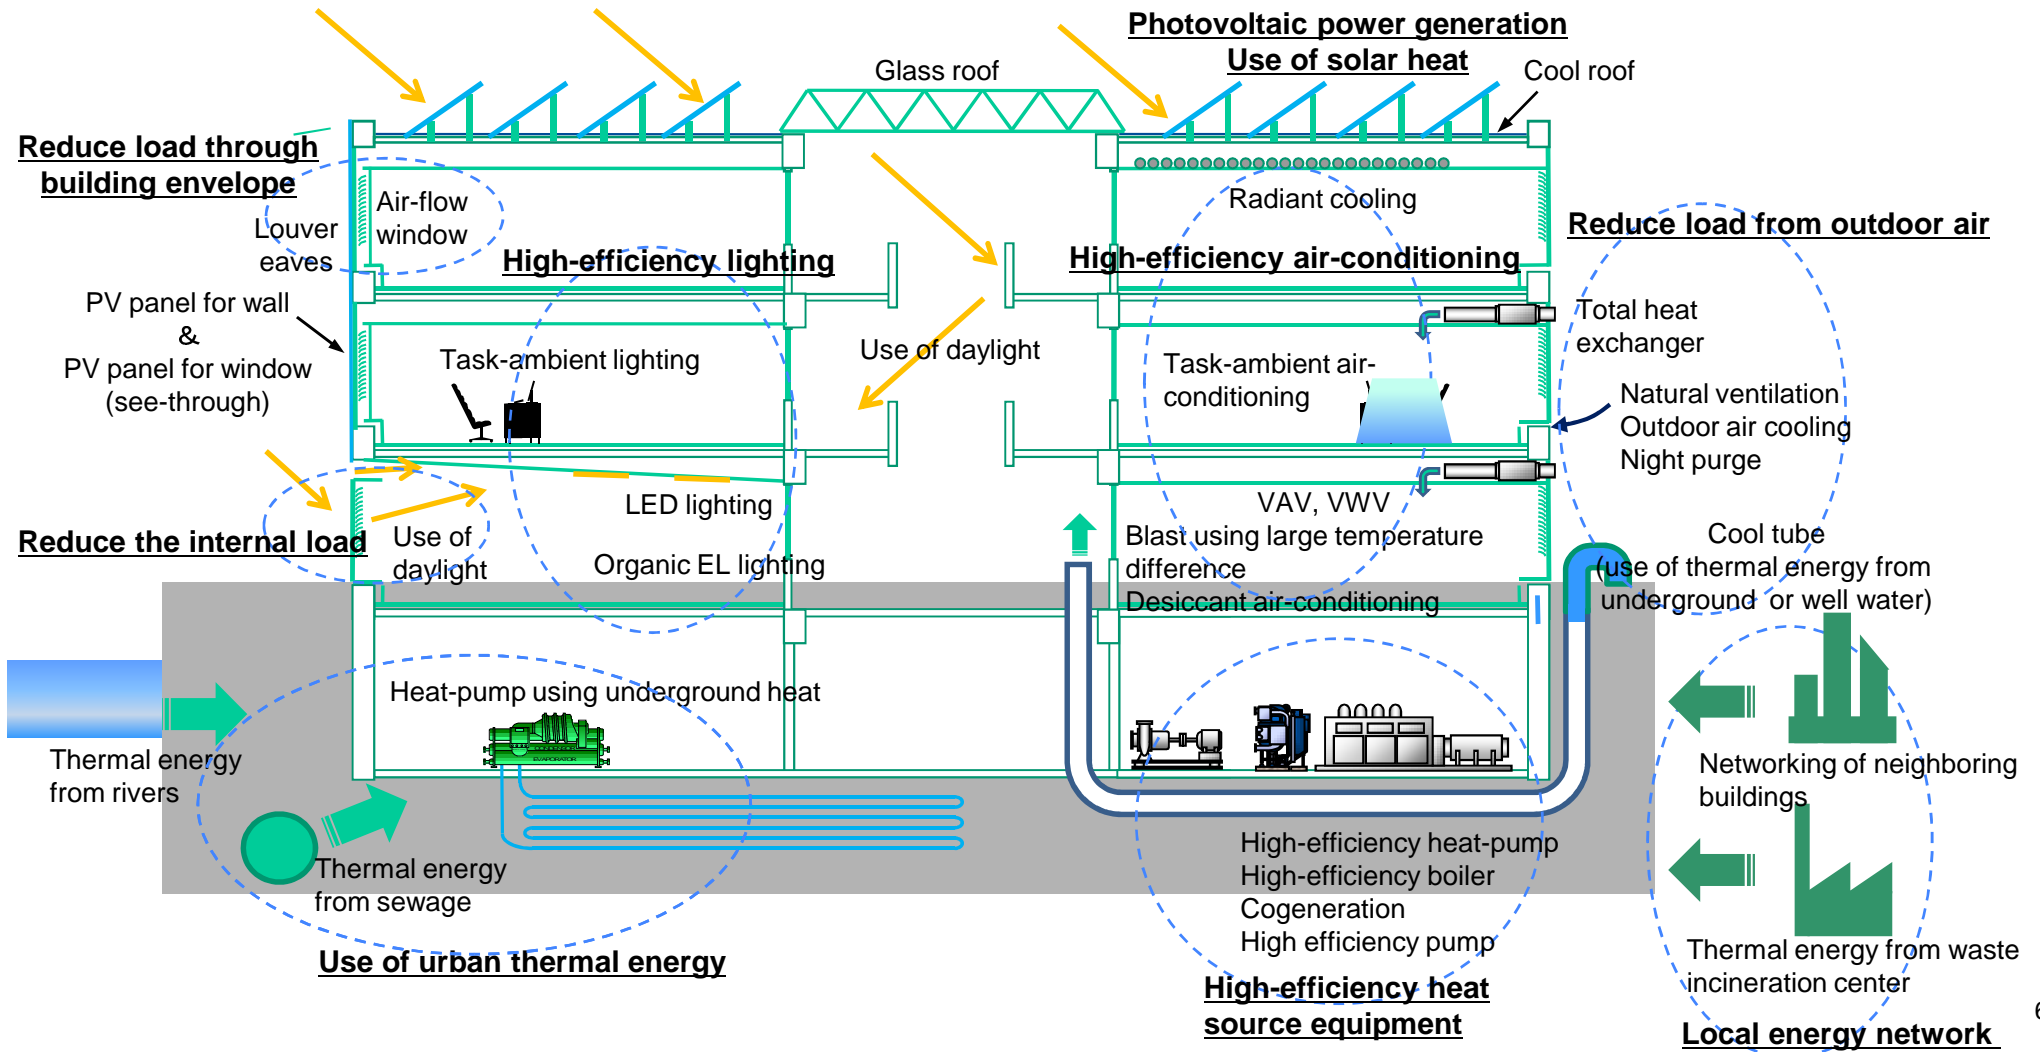 Photovoltaic power generation
Use of solar heat
Glass roof
Cool roof
Reduce load through
building envelope
Air-flow
window
Louver
eaves
Radiant cooling
Reduce load from outdoor air
High-efficiency lighting
High-efficiency air-conditioning
PV panel for wall
&
PV panel for window
(see-through)
Task-ambient lighting
Use of daylight
Task-ambient air-
conditioning
Total heat
exchanger
Natural ventilation
Outdoor air cooling
Night purge
LED lighting
Organic EL lighting
VAV, VWV
Blast using large temperature
difference
Desiccant air-conditioning
Reduce the internal load
Use of
daylight
Cool tube
(use of thermal energy from
underground or well water)
Heat-pump using underground heat
EVAPORATOR
Thermal energy
from rivers
Thermal energy
from sewage
Use of urban thermal energy
High-efficiency heat-pump
High-efficiency boiler
Cogeneration
High efficiency pump
High-efficiency heat
source equipment
Networking of neighboring
buildings
Thermal energy from waste
incineration center
Local energy network